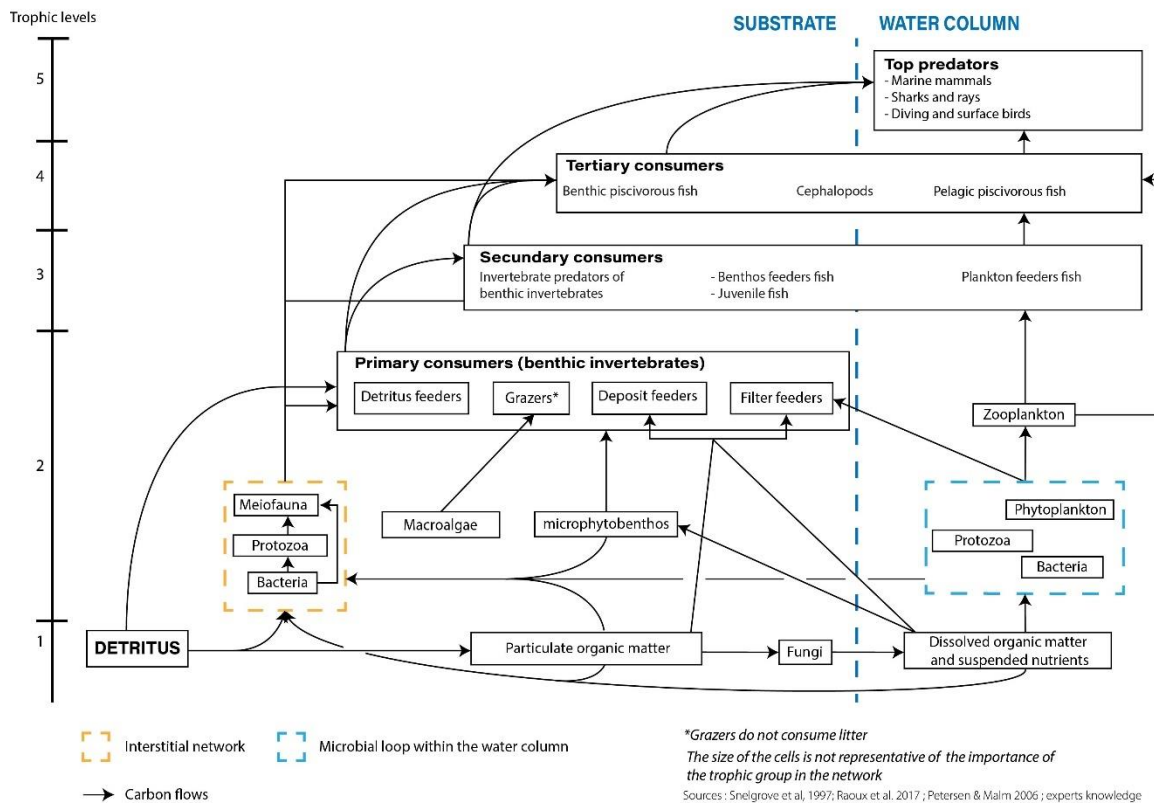 Trophic levels
SUBSTRATE
WATER COLUMN
5
Top predators
- Marine mammals
- Sharks and rays
- Diving and surface birds
4
Tertiary consumers
Benthic piscivorous fish
Cephalopods
Pelagic piscivorous fish
3
Secondary consumers
Invertebrate predators of
benthic invertebrates
- Benthos feeders fish
- Juvenile fish
Plankton feeders fish
2
Primary consumers (benthic invertebrates)
Detritus feeders
Grazers*
Deposit feeders
Filter feeders
Zooplankton
Meiofauna
Protozoa
Bacteria
Macroalgae
microphytobenthos
Phytoplankton
Protozoa
Bacteria
1
DETRITUS
Particulate organic matter
Fungi
Dissolved organic matter
and suspended nutrients
Interstitial network
Microbial loop within the water column
Carbon flows
*Grazers do not consume litter
The size of the cells is not representative of the importance of
the trophic group in the network
Sources : Snelgrove et al, 1997; Raoux et al. 2017 ; Petersen & Malm 2006 ; experts knowledge